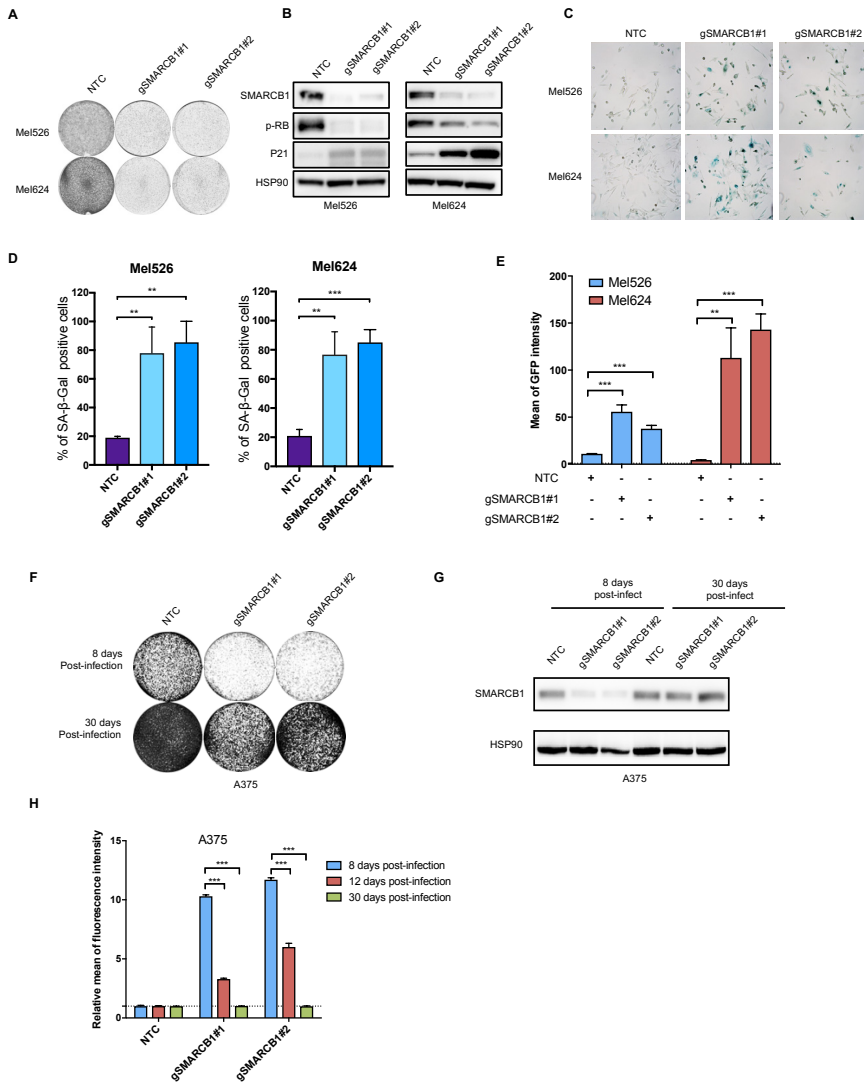 A
NTC
gSMARCB1#1
gSMARCB1#2
Mel526
Mel624
B
NTC
gSMARCB1#1
gSMARCB1#2
NTC
gSMARCB1#1
gSMARCB1#2
SMARCB1
p-RB
P21
HSP90
Mel526
Mel624
C
NTC
gSMARCB1#1
gSMARCB1#2
Mel526
Mel624
D
Mel526
% of SA-β-Gal positive cells
120
100
80
60
40
20
0
**
**
NTC
gSMARCB1#1
gSMARCB1#2
Mel624
% of SA-β-Gal positive cells
120
100
80
60
40
20
0
***
**
NTC
gSMARCB1#1
gSMARCB1#2
E
Mean of GFP intensity
200
150
100
50
0
Mel526
Mel624
***
***
***
**
NTC + - - + - -
gSMARCB1#1 - + - - + -
gSMARCB1#2 - - + - - +
F
NTC
gSMARCB1#1
gSMARCB1#2
8 days
Post-infection
30 days
Post-infection
A375
G
8 days
post-infect
30 days
post-infect
NTC
gSMARCB1#1
gSMARCB1#2
NTC
gSMARCB1#1
gSMARCB1#2
SMARCB1
HSP90
A375
H
A375
Relative mean of fluorescence intensity
15
10
5
0
***
***
***
***
8 days post-infection
12 days post-infection
30 days post-infection
NTC
gSMARCB1#1
gSMARCB1#2